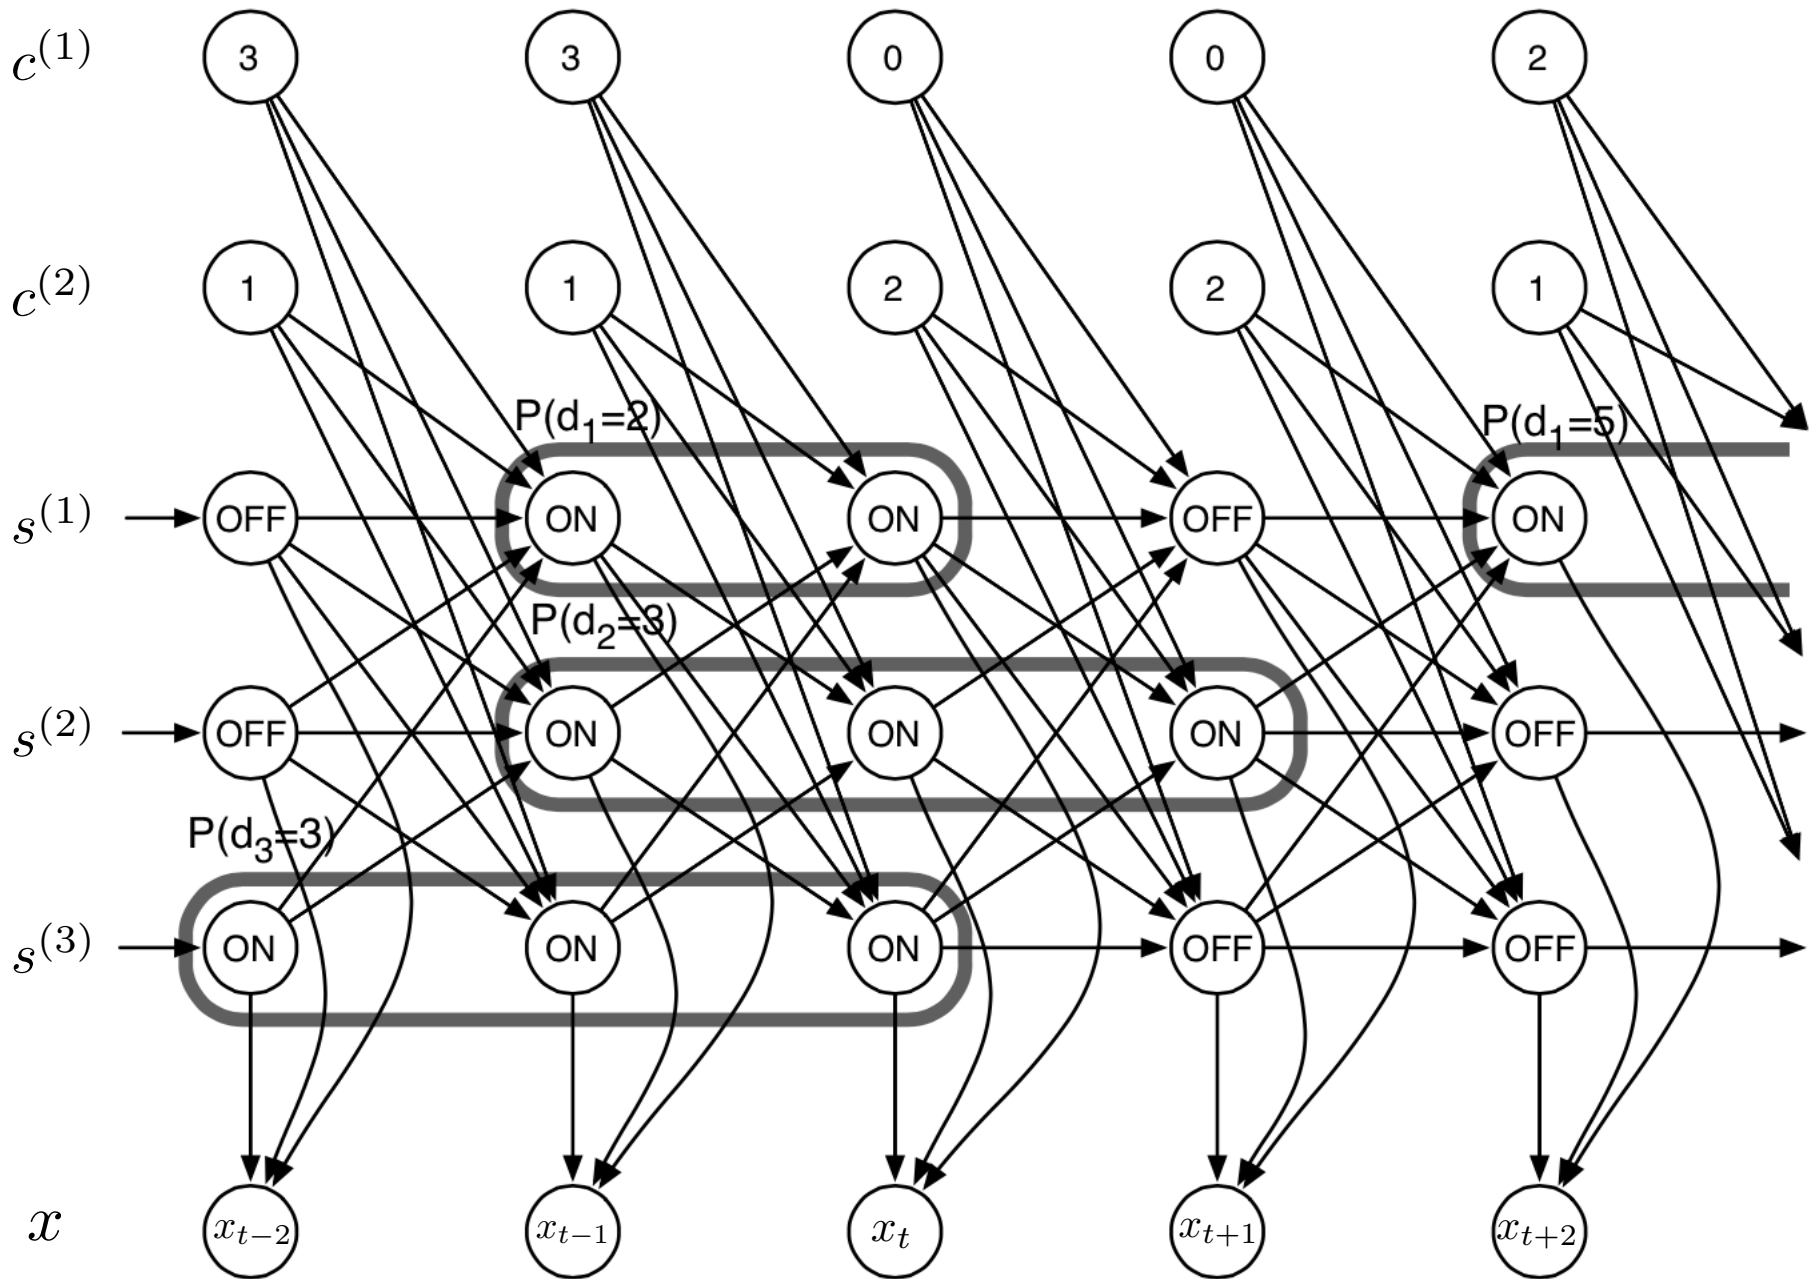 c^(1) 3 3 0 0 2
c^(2) 1 1 2 2 1
P(d_1=2) P(d_1=5)
s^(1) OFF ON ON OFF ON
P(d_2=3)
s^(2) OFF ON ON ON OFF
P(d_3=3)
s^(3) ON ON ON OFF OFF
x x_{t−2} x_{t−1} x_t x_{t+1} x_{t+2}